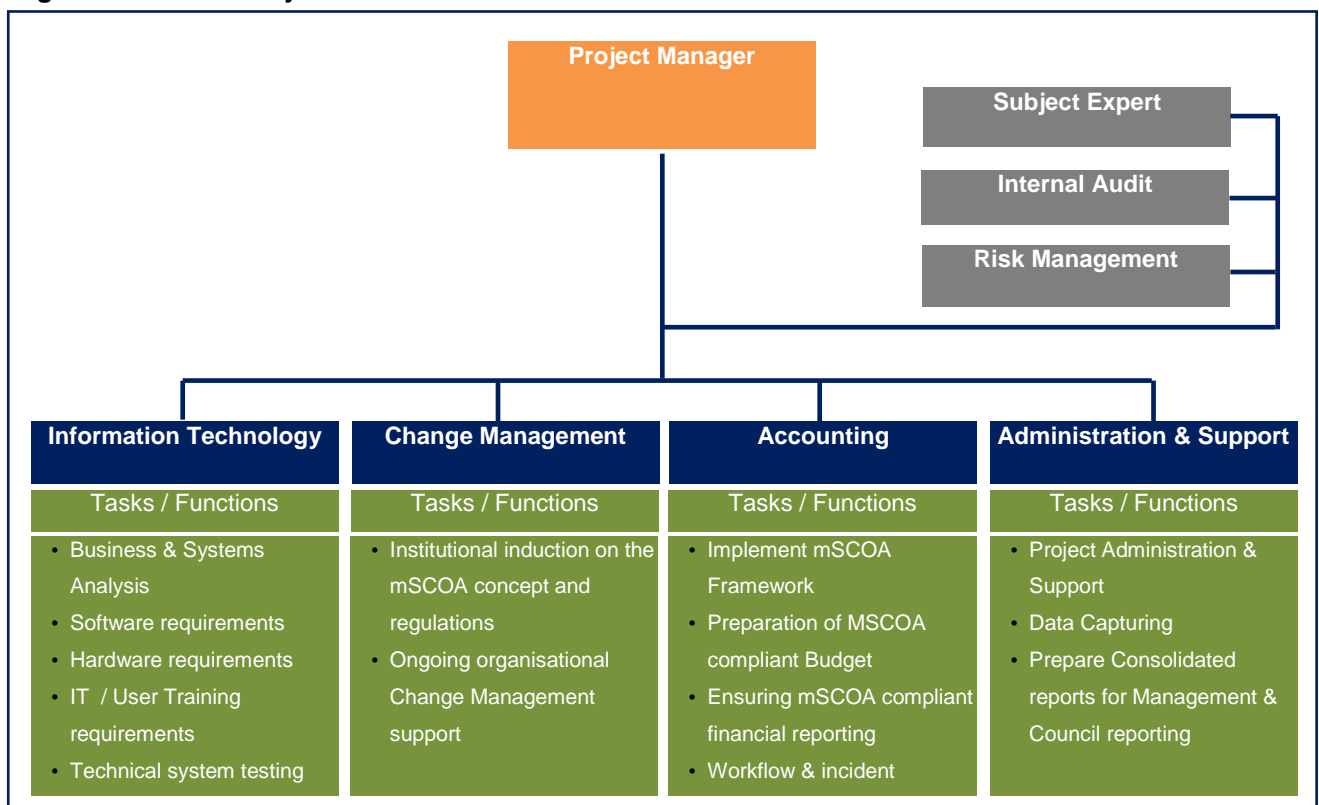 Project Manager
Subject Expert
Internal Audit
Risk Management
Information Technology
Tasks / Functions
• Business & Systems
Analysis
• Software requirements
• Hardware requirements
• IT / User Training
requirements
• Technical system testing
Change Management
Tasks / Functions
• Institutional induction on the
mSCOA concept and
regulations
• Ongoing organisational
Change Management
support
Accounting
Tasks / Functions
• Implement mSCOA
Framework
• Preparation of MSCOA
compliant Budget
• Ensuring mSCOA compliant
financial reporting
• Workflow & incident
Administration & Support
Tasks / Functions
• Project Administration &
Support
• Data Capturing
• Prepare Consolidated
reports for Management &
Council reporting